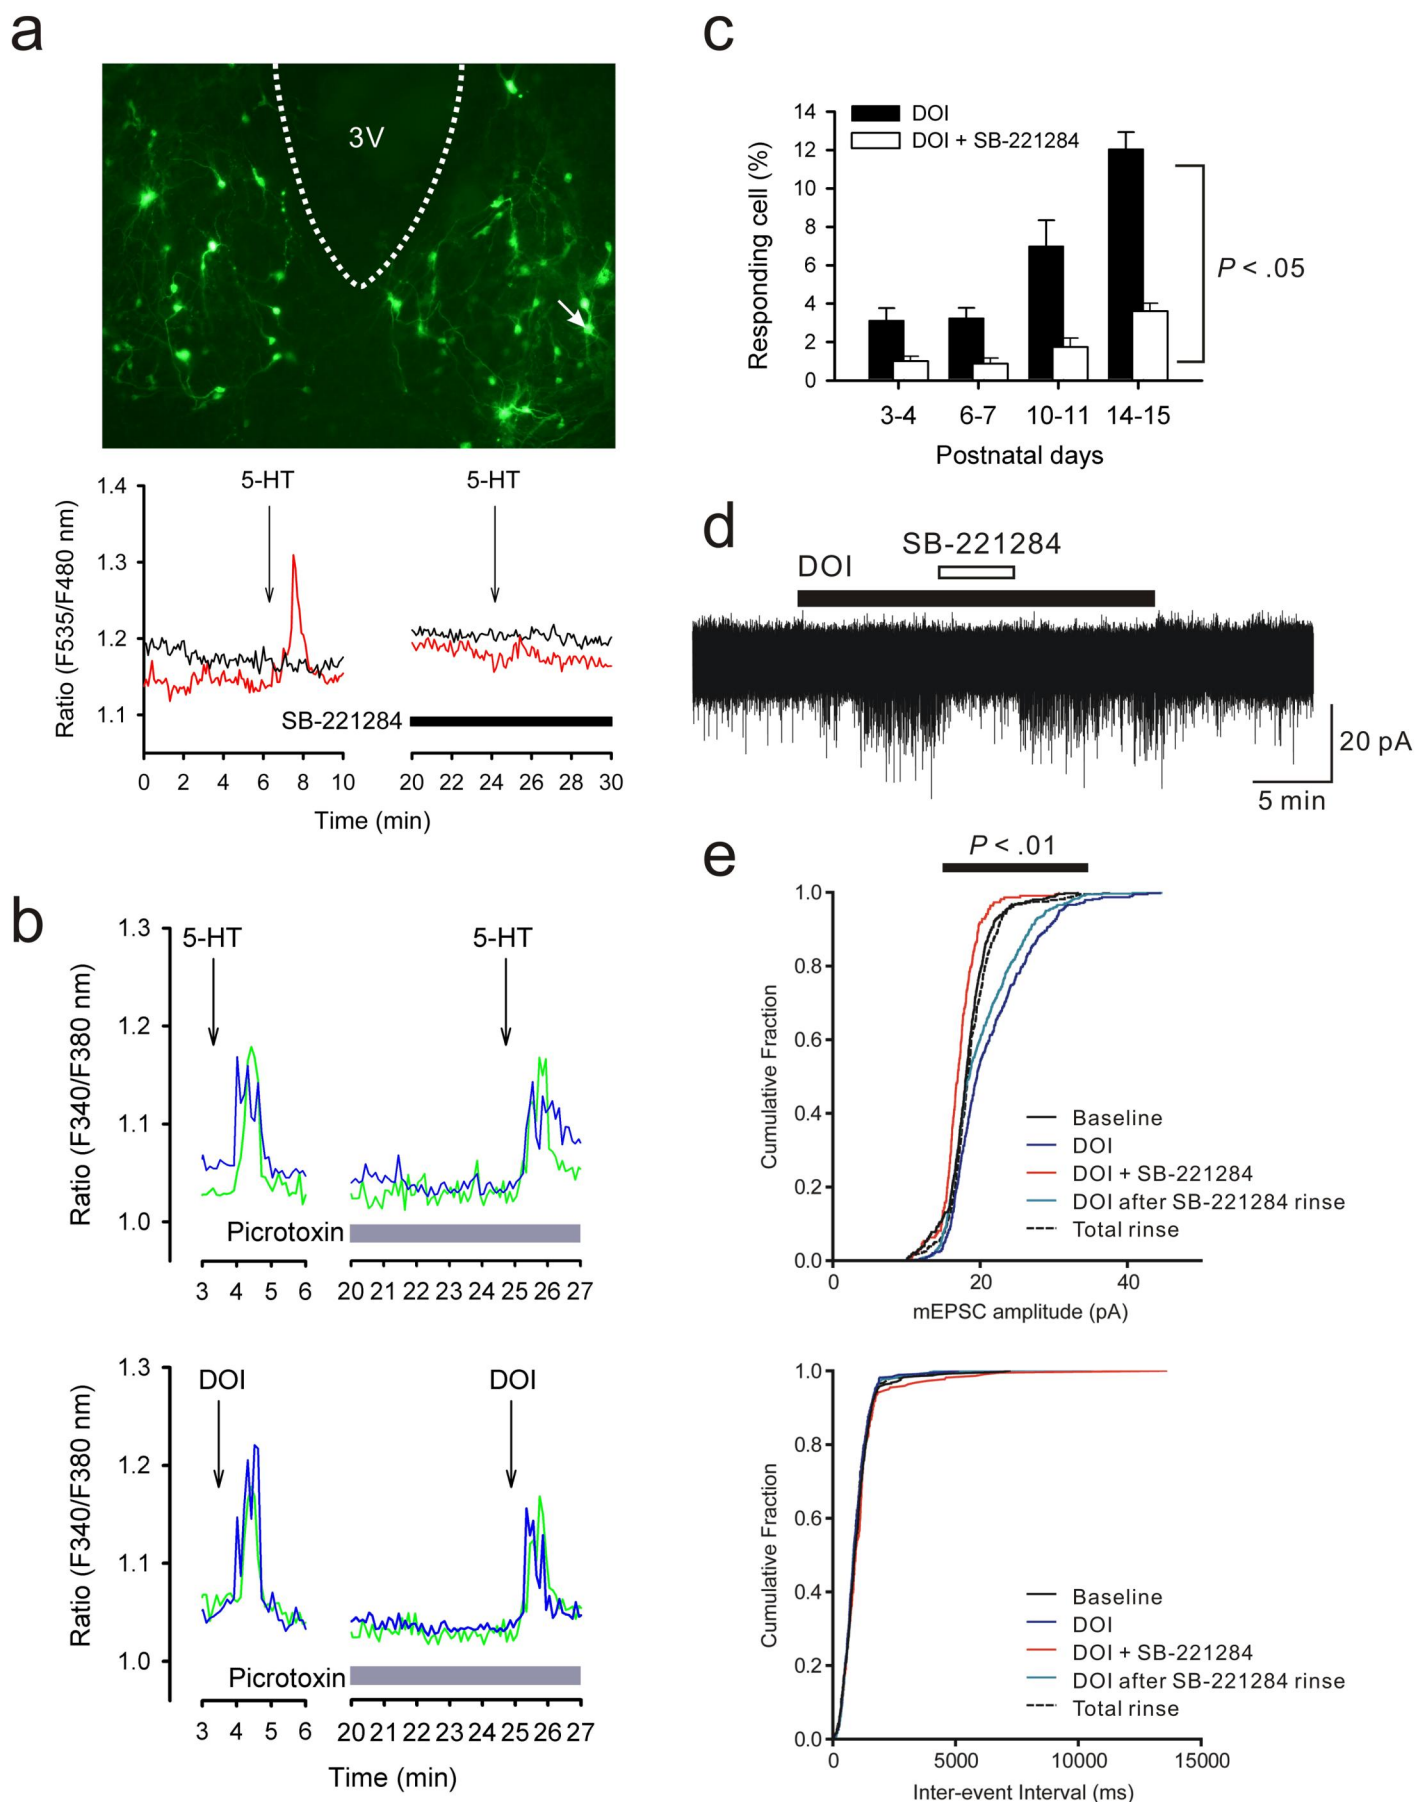 a
3V
5-HT
5-HT
1.4
1.3
1.2
1.1
Ratio (F535/F480 nm)
SB-221284
0 2 4 6 8 10 20 22 24 26 28 30
Time (min)
b
1.3
1.2
1.1
1.0
Ratio (F340/F380 nm)
5-HT
5-HT
Picrotoxin
3 4 5 6 20 21 22 23 24 25 26 27
1.3
1.2
1.1
1.0
Ratio (F340/F380 nm)
DOI
DOI
Picrotoxin
3 4 5 6 20 21 22 23 24 25 26 27
Time (min)
c
14
12
10
8
6
4
2
0
Responding cell (%)
DOI
DOI + SB-221284
P < .05
3-4 6-7 10-11 14-15
Postnatal days
d
SB-221284
DOI
20 pA
5 min
e
P < .01
1.0
0.8
0.6
0.4
0.2
0.0
Cumulative Fraction
Baseline
DOI
DOI + SB-221284
DOI after SB-221284 rinse
Total rinse
0 20 40
mEPSC amplitude (pA)
1.0
0.8
0.6
0.4
0.2
0.0
Cumulative Fraction
Baseline
DOI
DOI + SB-221284
DOI after SB-221284 rinse
Total rinse
0 5000 10000 15000
Inter-event Interval (ms)